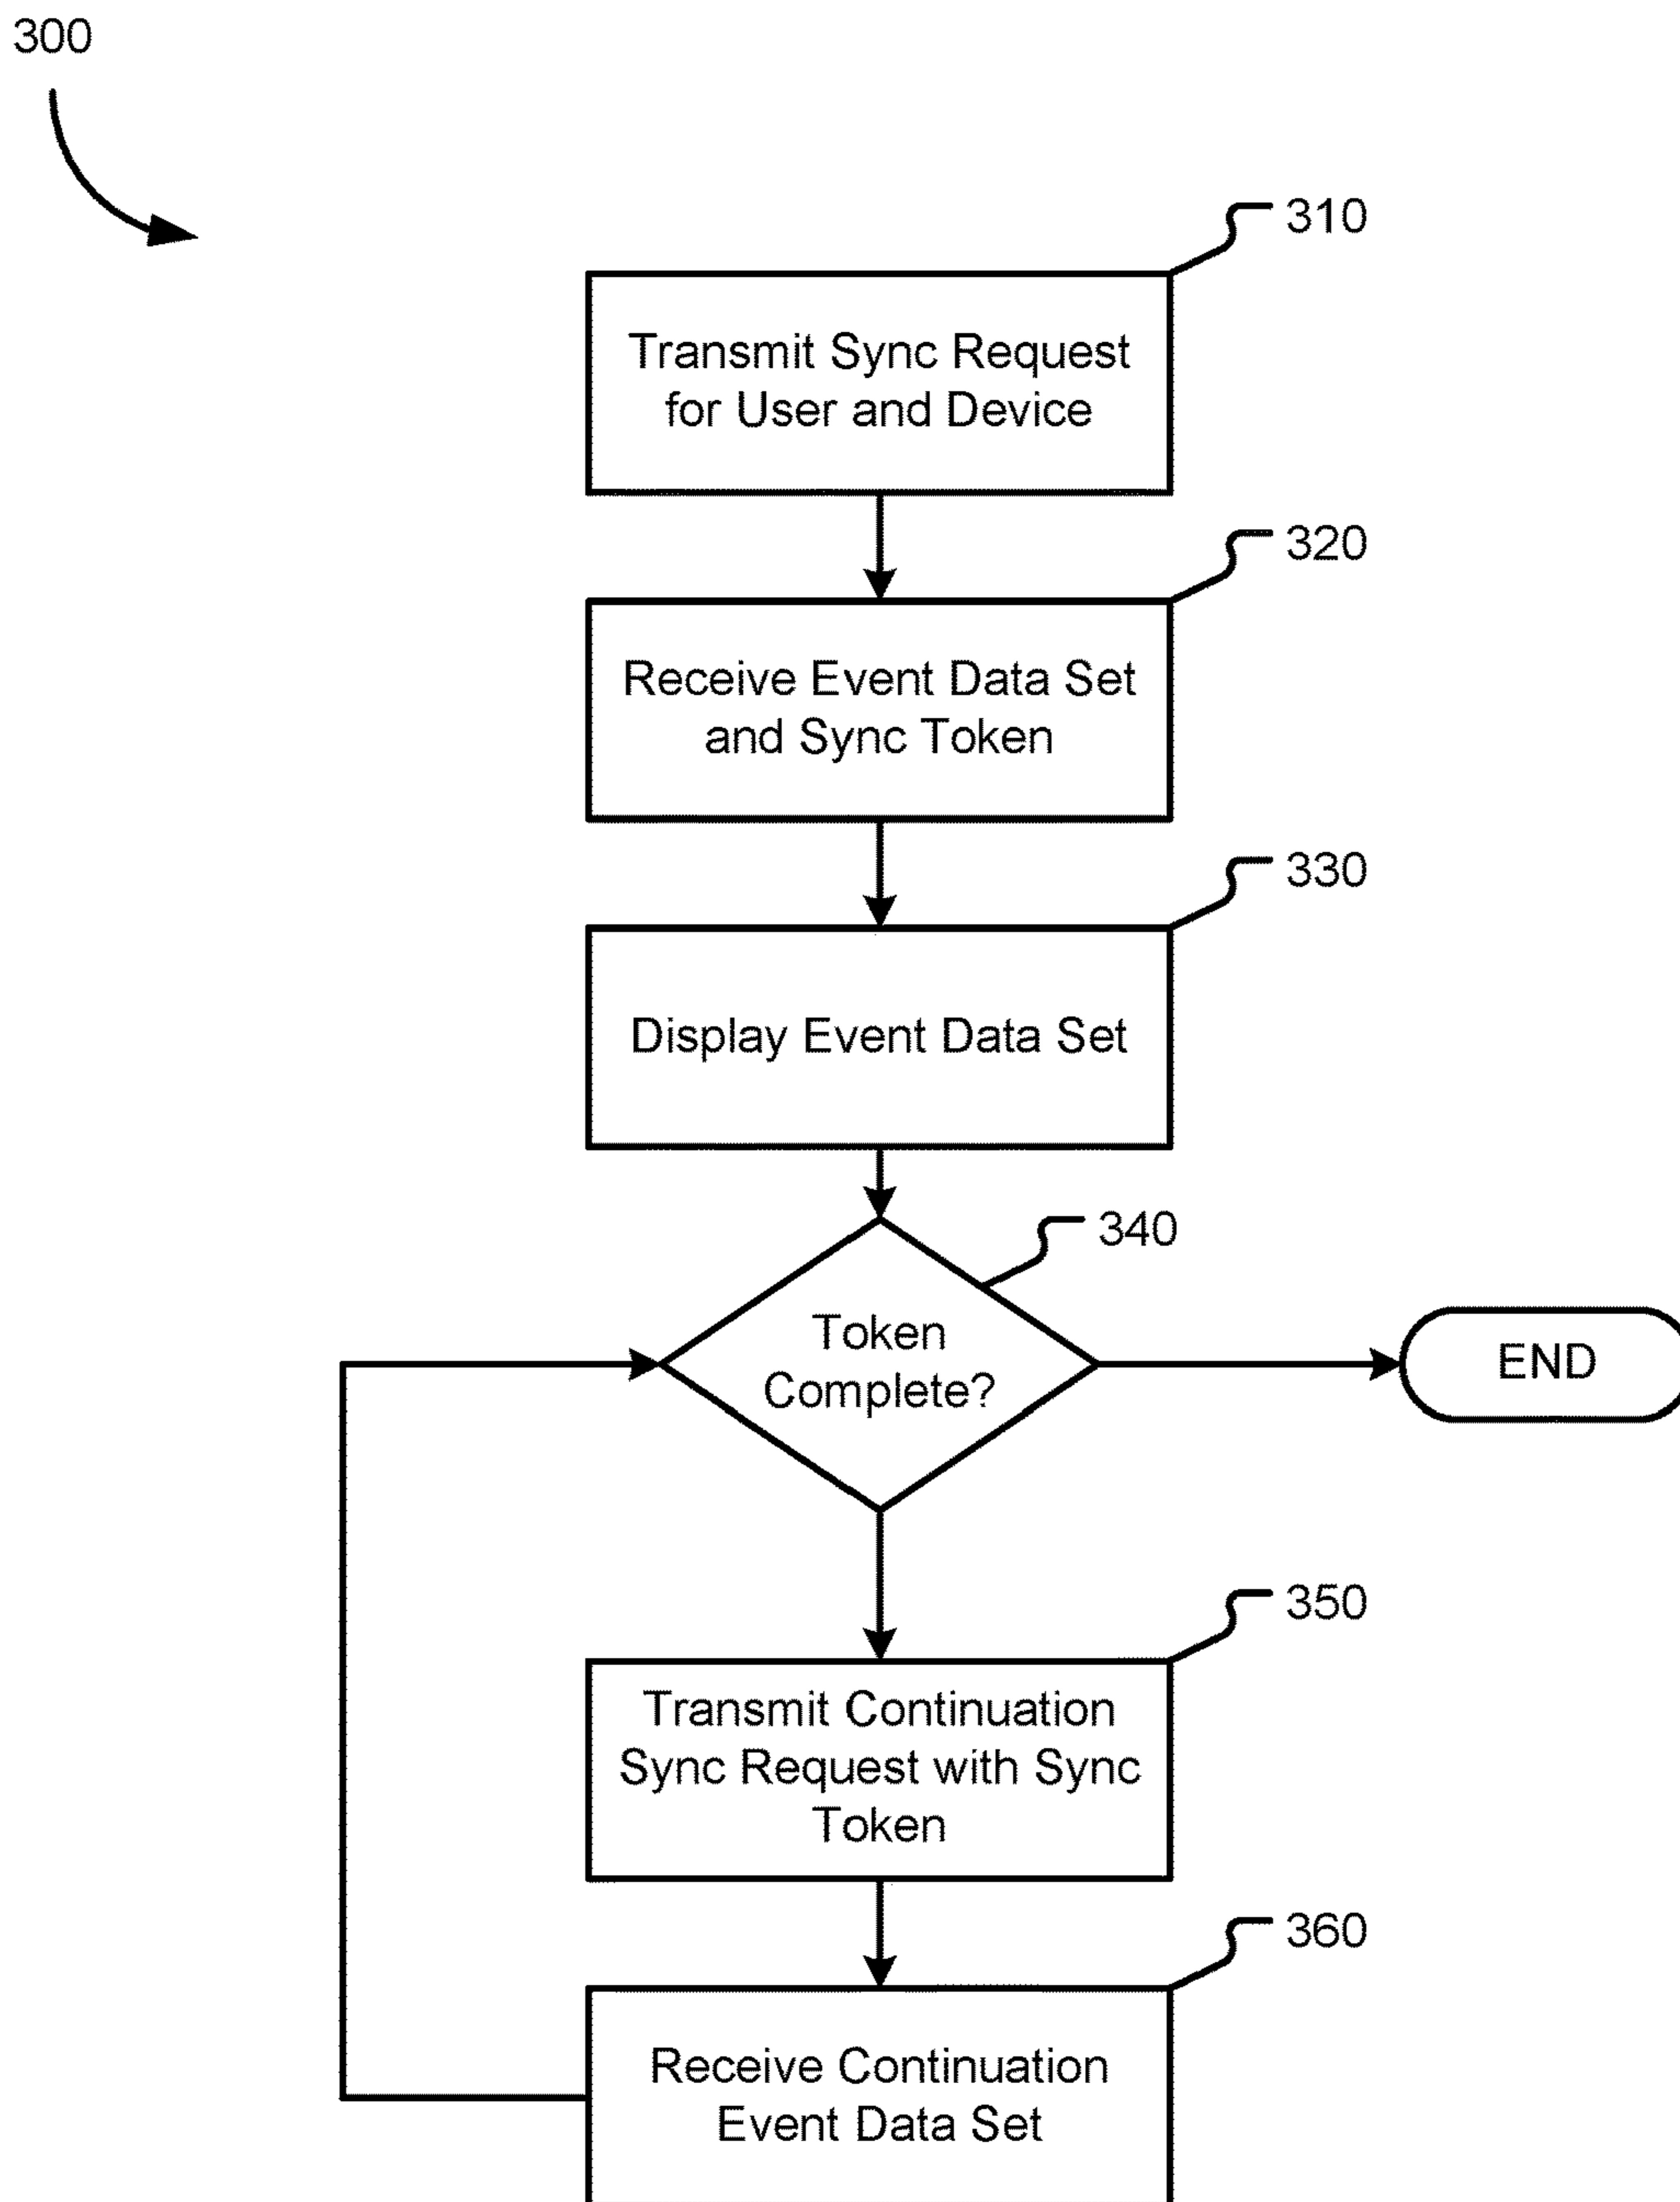 300
310
Transmit Sync Request
for User and Device
320
Receive Event Data Set
and Sync Token
330
Display Event Data Set
340
Token
Complete?
END
350
Transmit Continuation
Sync Request with Sync
Token
360
Receive Continuation
Event Data Set